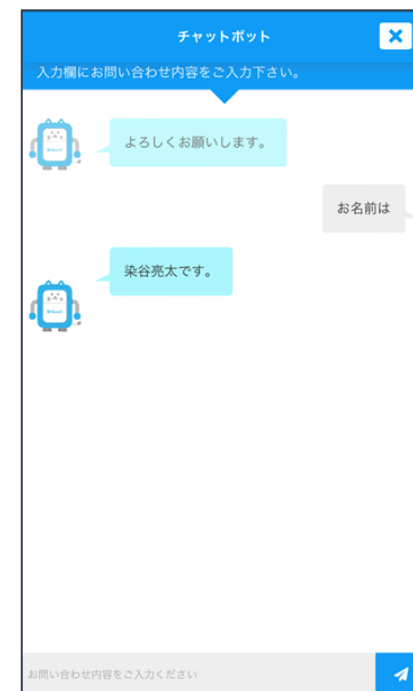 チャットボット
入力欄にお問い合わせ内容をご入力下さい。
よろしくお願いします。
お名前は
染谷亮太です。
お問い合わせ内容をご入力ください